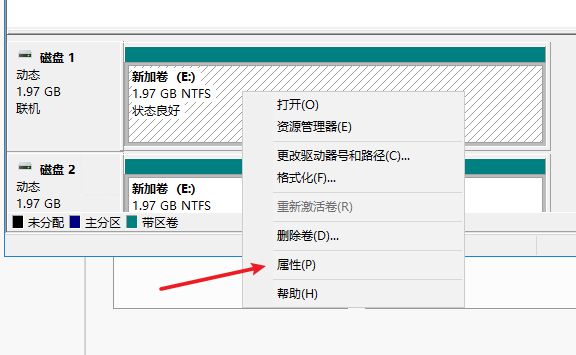 磁盘 1
动态
1.97 GB
联机
新加卷 （E:）
1.97 GB NTFS
状态良好
打开(O)
资源管理器(E)
更改驱动器号和路径(C)...
格式化(F)...
重新激活卷(R)
删除卷(D)...
属性(P)
帮助(H)
磁盘 2
动态
1.97 GB
新加卷 （E:）
1.97 GB NTFS
未分配 主分区 带区卷